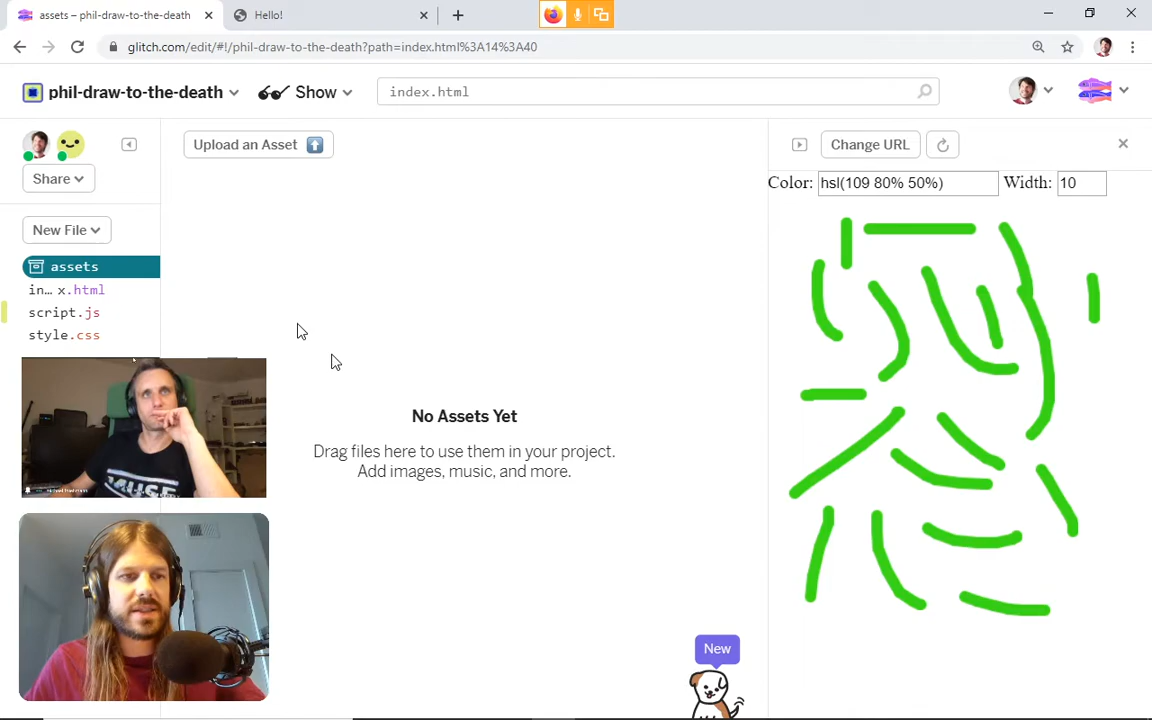 assets – phil-draw-to-the-death
Hello!
glitch.com/edit/#!/phil-draw-to-the-death?path=index.html%3A14%3A40
phil-draw-to-the-death
Show
index.html
Share
New File
assets
in… x.html
script.js
style.css
Upload an Asset
No Assets Yet
Drag files here to use them in your project.
Add images, music, and more.
New
Change URL
Color: hsl(109 80% 50%) Width: 10